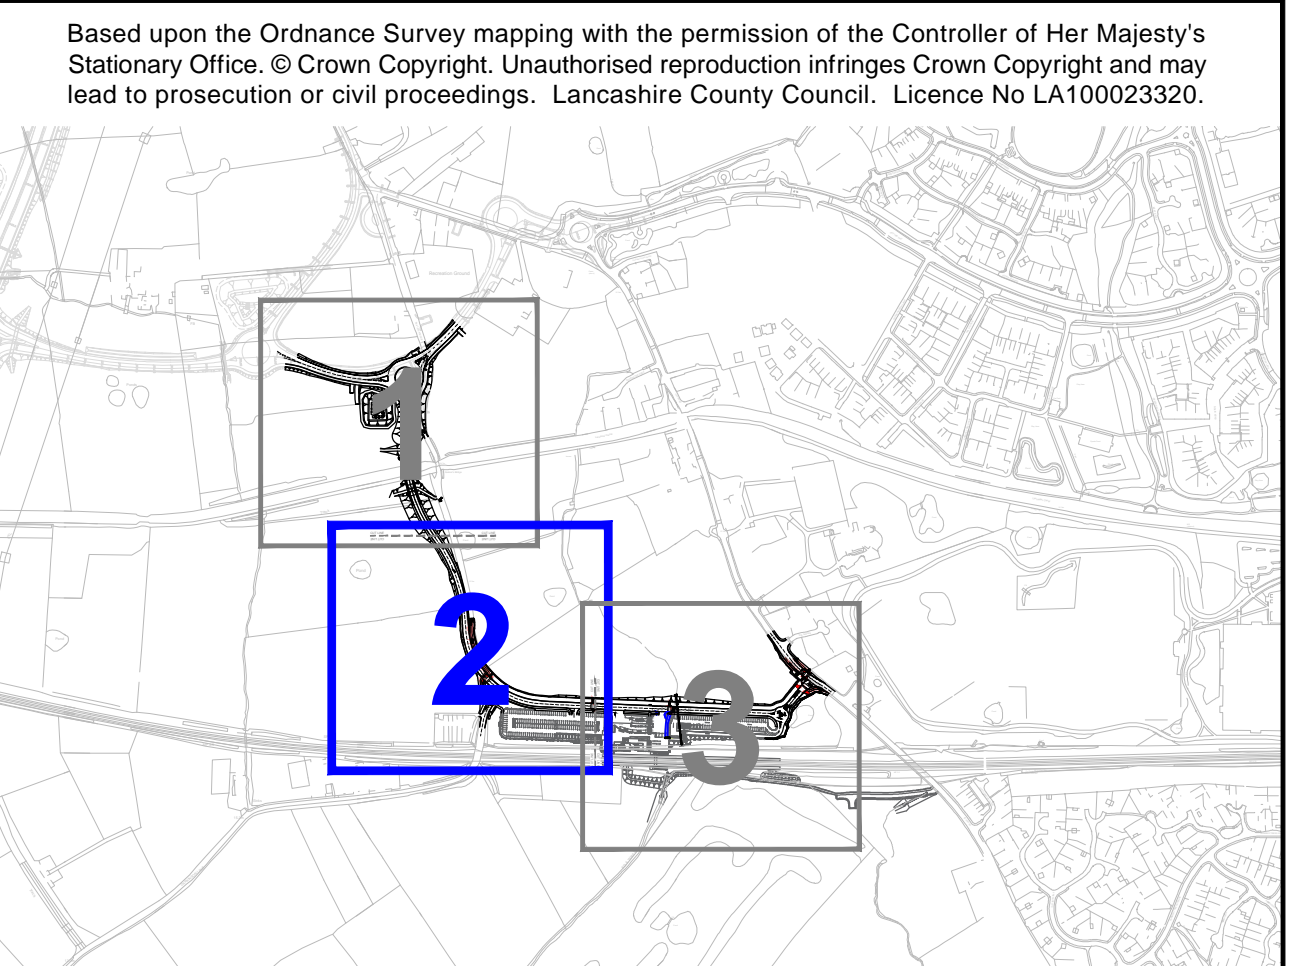 Based upon the Ordnance Survey mapping with the permission of the Controller of Her Majesty's
Stationary Office. © Crown Copyright. Unauthorised reproduction infringes Crown Copyright and may
lead to prosecution or civil proceedings. Lancashire County Council. Licence No LA100023320.
Recreation Ground
1
2
3